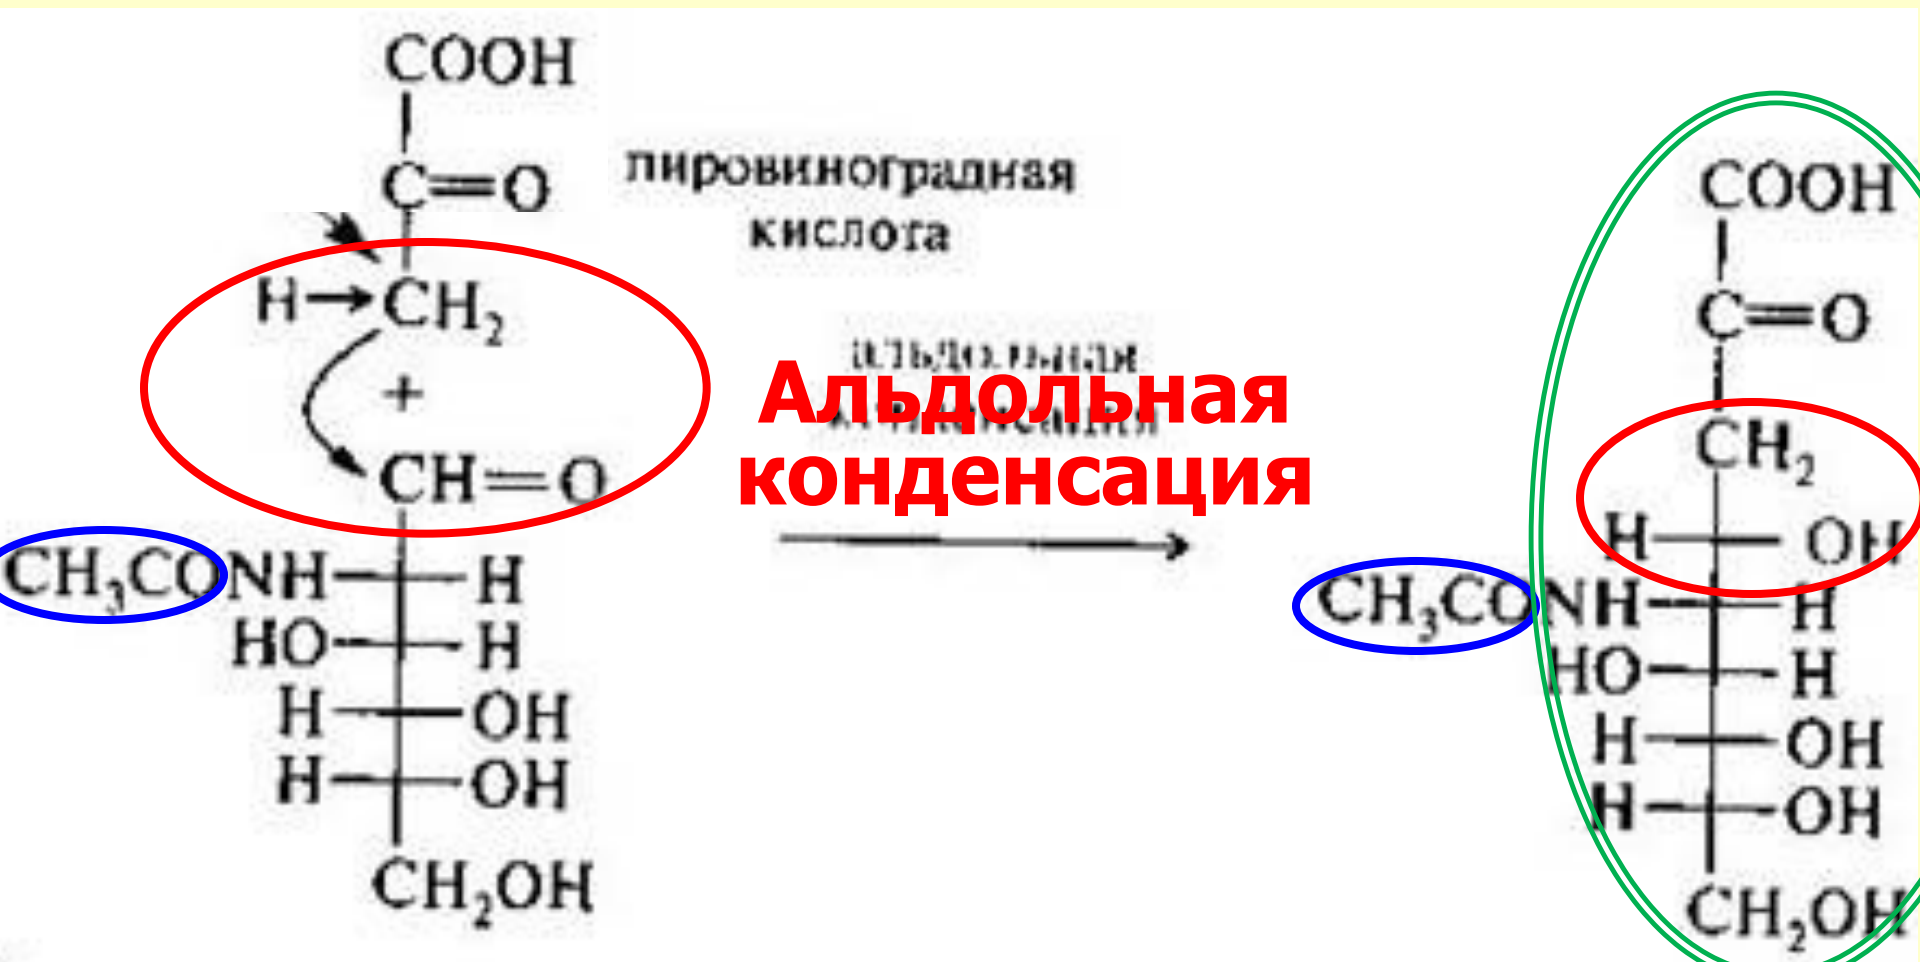 COOH
C=O
пировиноградная
кислота
H→CH₂
+
CH=O
Альдольная
конденсация
CH₃CONH H
HO H
H OH
H OH
CH₂OH
COOH
C=O
CH₂
H OH
CH₃CONH H
HO H
H OH
H OH
CH₂OH